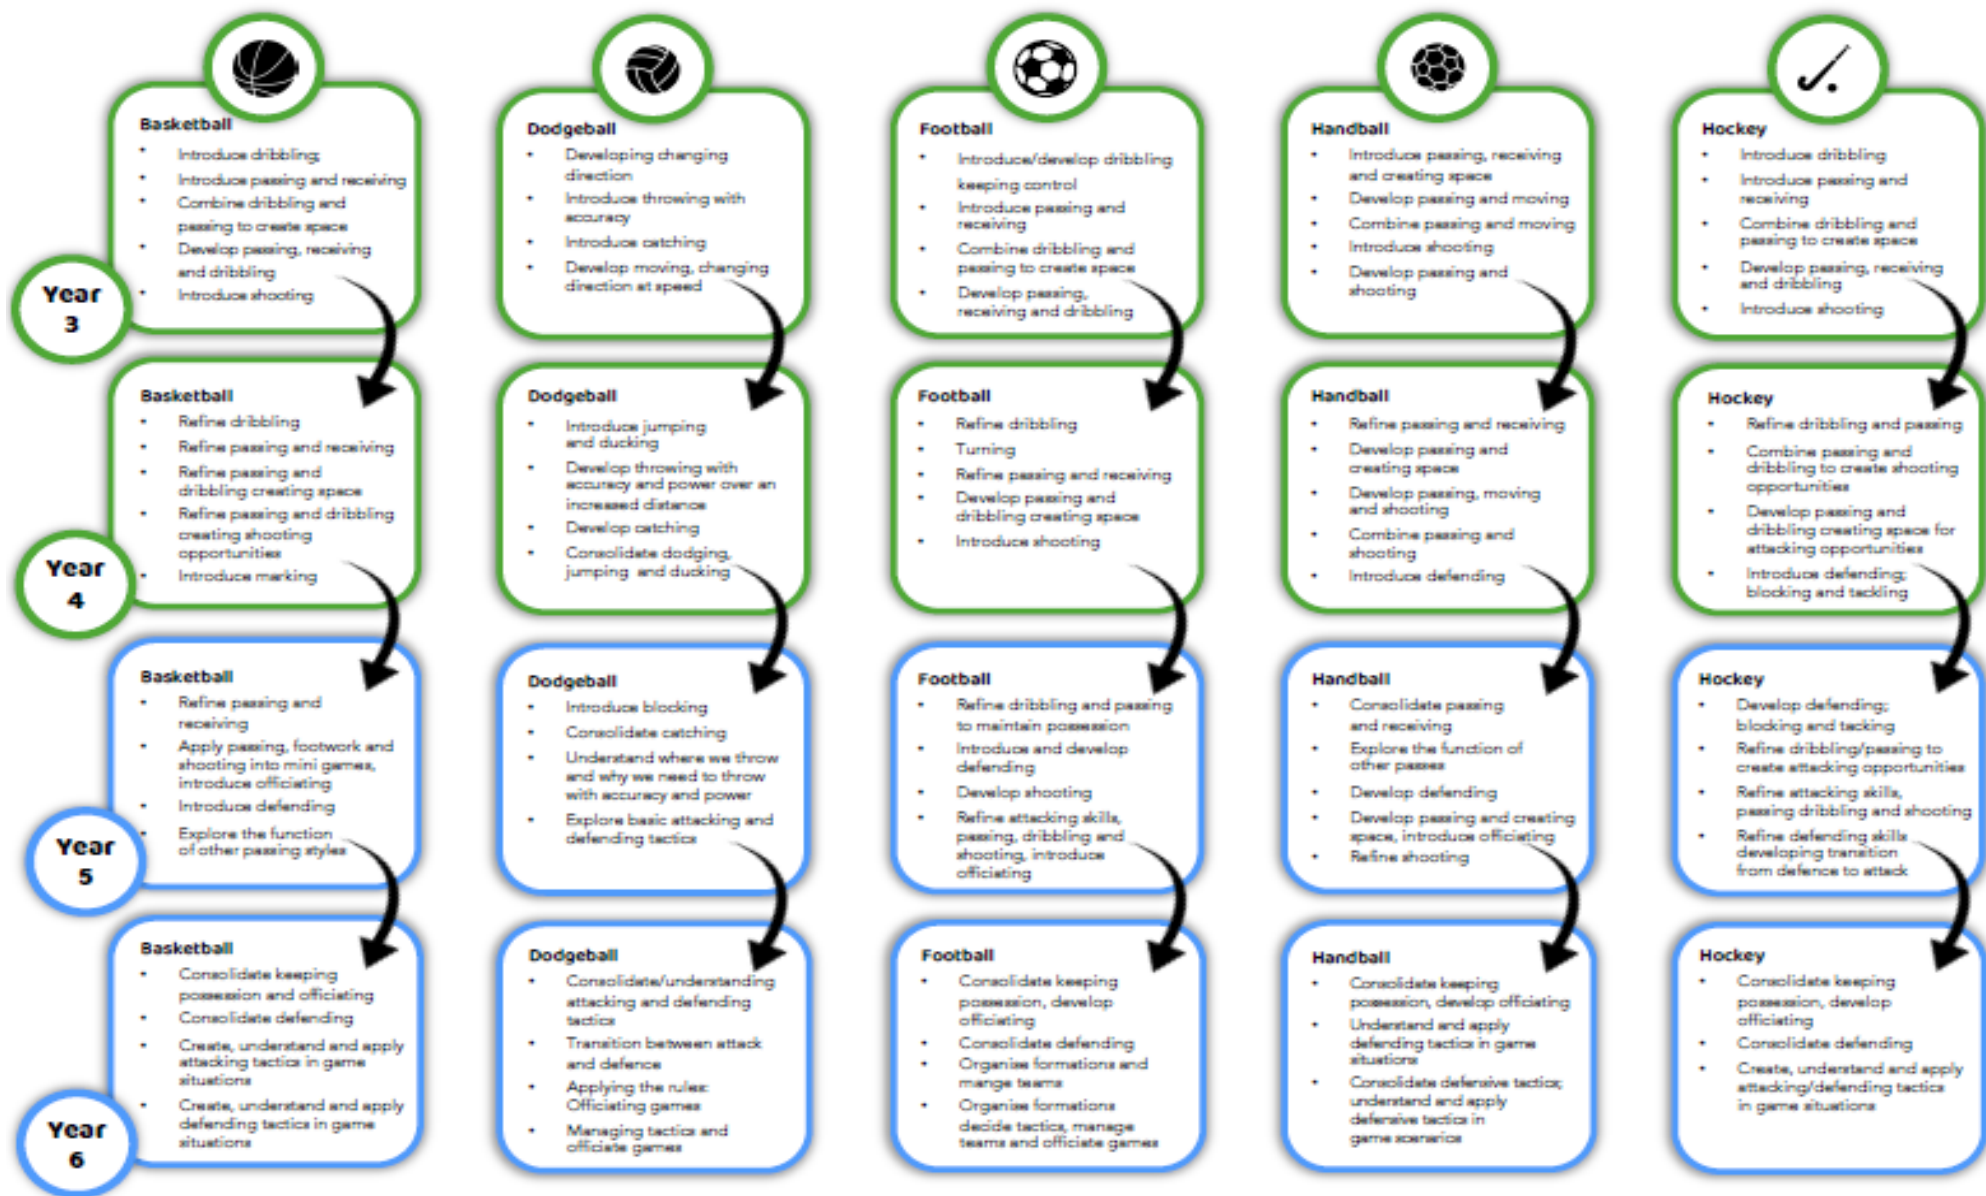 Year
3
Basketball
• Introduce dribbling;
• Introduce passing and receiving
• Combine dribbling and
passing to create space
• Develop passing, receiving
and dribbling
• Introduce shooting
Dodgeball
• Developing changing
direction
• Introduce throwing with
accuracy
• Introduce catching
• Develop moving, changing
direction at speed
Football
• Introduce/develop dribbling
keeping control
• Introduce passing and
receiving
• Combine dribbling and
passing to create space
• Develop passing,
receiving and dribbling
Handball
• Introduce passing, receiving
and creating space
• Develop passing and moving
• Combine passing and moving
• Introduce shooting
• Develop passing and
shooting
Hockey
• Introduce dribbling
• Introduce passing and
receiving
• Combine dribbling and
passing to create space
• Develop passing, receiving
and dribbling
• Introduce shooting
Year
4
Basketball
• Refine dribbling
• Refine passing and receiving
• Refine passing and
dribbling creating space
• Refine passing and dribbling
creating shooting
opportunities
• Introduce marking
Dodgeball
• Introduce jumping
and ducking
• Develop throwing with
accuracy and power over an
increased distance
• Develop catching
• Consolidate dodging,
jumping and ducking
Football
• Refine dribbling
• Turning
• Refine passing and receiving
• Develop passing and
dribbling creating space
• Introduce shooting
Handball
• Refine passing and receiving
• Develop passing and
creating space
• Develop passing, moving
and shooting
• Combine passing and
shooting
• Introduce defending
Hockey
• Refine dribbling and passing
• Combine passing and
dribbling to create shooting
opportunities
• Develop passing and
dribbling creating space for
attacking opportunities
• Introduce defending;
blocking and tackling
Year
5
Basketball
• Refine passing and
receiving
• Apply passing, footwork and
shooting into mini games,
introduce officiating
• Introduce defending
• Explore the function
of other passing styles
Dodgeball
• Introduce blocking
• Consolidate catching
• Understand where we throw
and why we need to throw
with accuracy and power
• Explore basic attacking and
defending tactics
Football
• Refine dribbling and passing
to maintain possession
• Introduce and develop
defending
• Develop shooting
• Refine attacking skills,
passing, dribbling and
shooting, introduce
officiating
Handball
• Consolidate passing
and receiving
• Explore the function of
other passes
• Develop defending
• Develop passing and creating
space, introduce officiating
• Refine shooting
Hockey
• Develop defending;
blocking and tacking
• Refine dribbling/passing to
create attacking opportunities
• Refine attacking skills,
passing dribbling and shooting
• Refine defending skills
developing transition
from defence to attack
Year
6
Basketball
• Consolidate keeping
possession and officiating
• Consolidate defending
• Create, understand and apply
attacking tactics in game
situations
• Create, understand and apply
defending tactics in game
situations
Dodgeball
• Consolidate/understanding
attacking and defending
tactics
• Transition between attack
and defence
• Applying the rules:
Officiating games
• Managing tactics and
officiate games
Football
• Consolidate keeping
possession, develop
officiating
• Consolidate defending
• Organise formations and
mange teams
• Organise formations
decide tactics, manage
teams and officiate games
Handball
• Consolidate keeping
possession, develop officiating
• Understand and apply
defending tactics in game
situations
• Consolidate defensive tactics;
understand and apply
defensive tactics in
game scenarios
Hockey
• Consolidate keeping
possession, develop
officiating
• Consolidate defending
• Create, understand and apply
attacking/defending tactics
in game situations